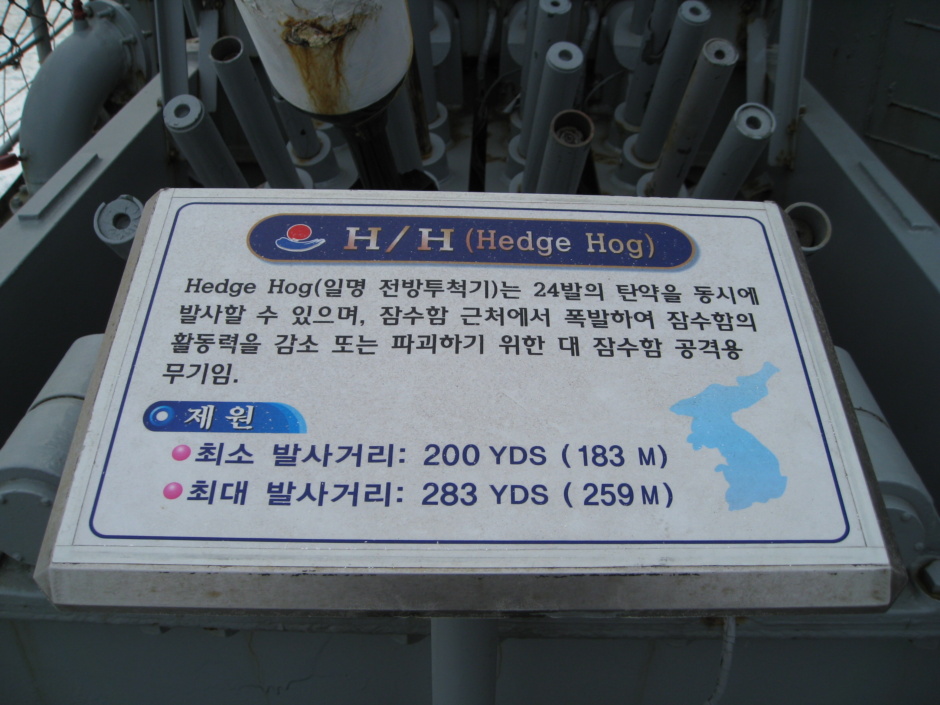 H/H (Hedge Hog)
Hedge Hog(일명 전방투척기)는 24발의 탄약을 동시에
발사할 수 있으며, 잠수함 근처에서 폭발하여 잠수함의
활동력을 감소 또는 파괴하기 위한 대 잠수함 공격용
무기임.
제원
최소 발사거리: 200 YDS (183 M)
최대 발사거리: 283 YDS (259 M)